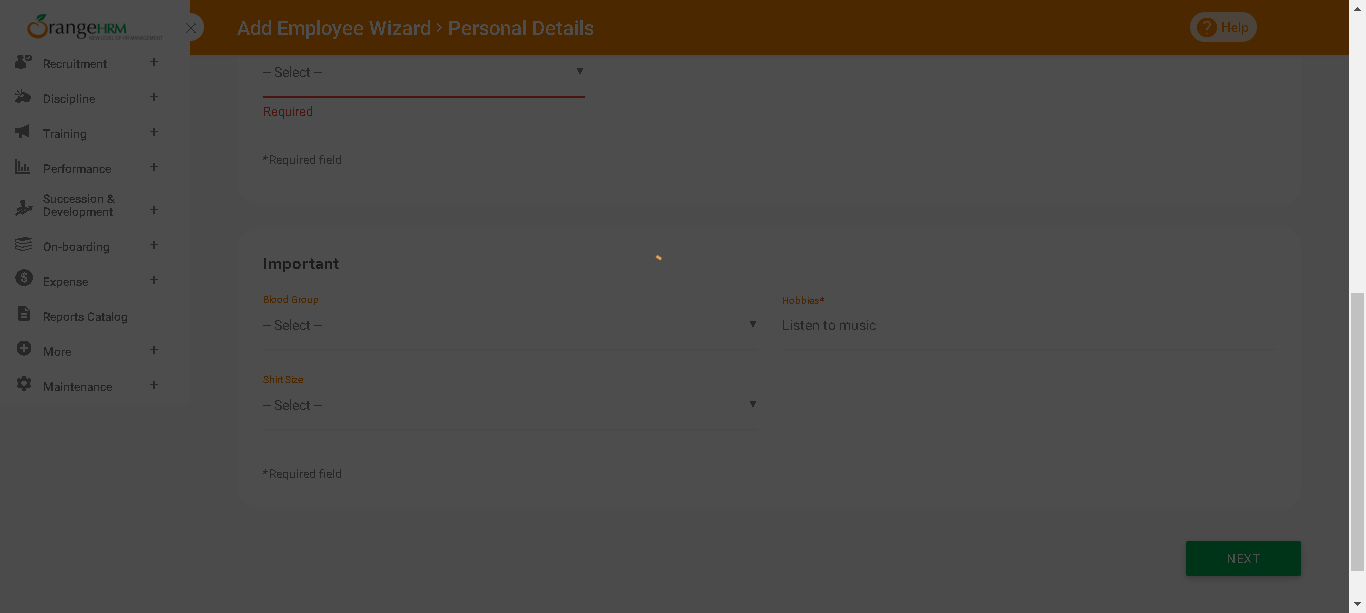 OrangeHRM
Add Employee Wizard > Personal Details
? Help
Recruitment +
Discipline +
Training +
Performance +
Succession & Development +
On-boarding +
Expense +
Reports Catalog
More +
Maintenance +
-- Select --
Required
*Required field
Important
Blood Group
-- Select --
Hobbies*
Listen to music
Shirt Size
-- Select --
*Required field
NEXT